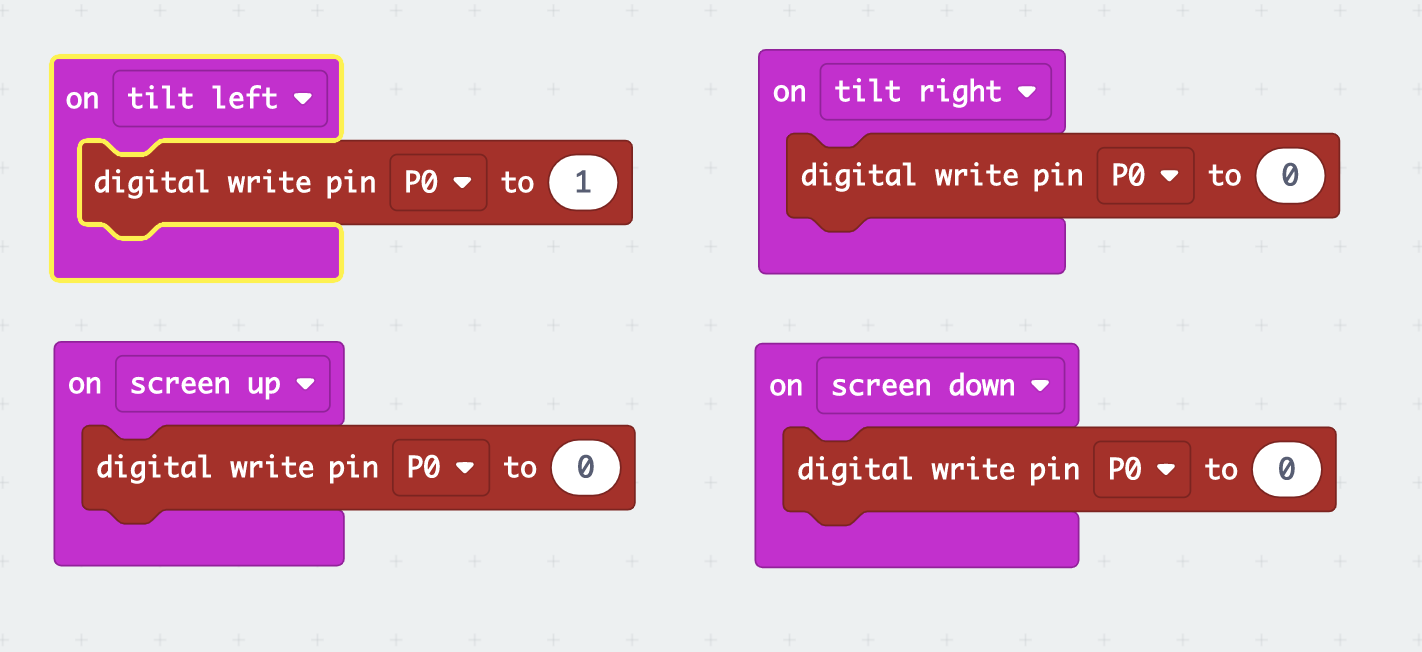 on tilt left
digital write pin P0 to 1
on tilt right
digital write pin P0 to 0
on screen up
digital write pin P0 to 0
on screen down
digital write pin P0 to 0